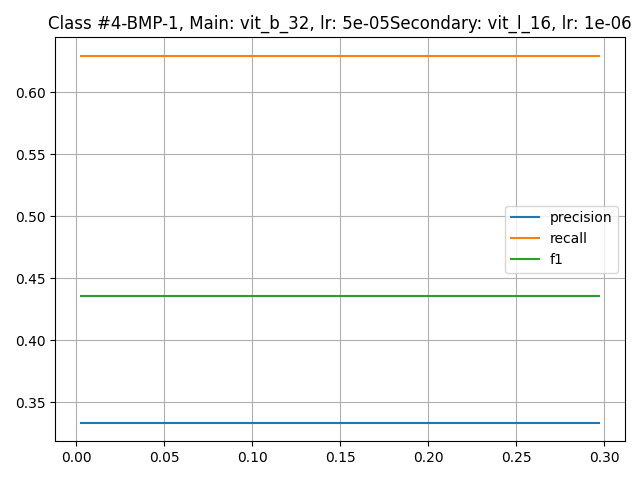 Class #4-BMP-1, Main: vit_b_32, lr: 5e-05Secondary: vit_l_16, lr: 1e-06
0.60
0.55
0.50
0.45
0.40
0.35
precision
recall
f1
0.00 0.05 0.10 0.15 0.20 0.25 0.30